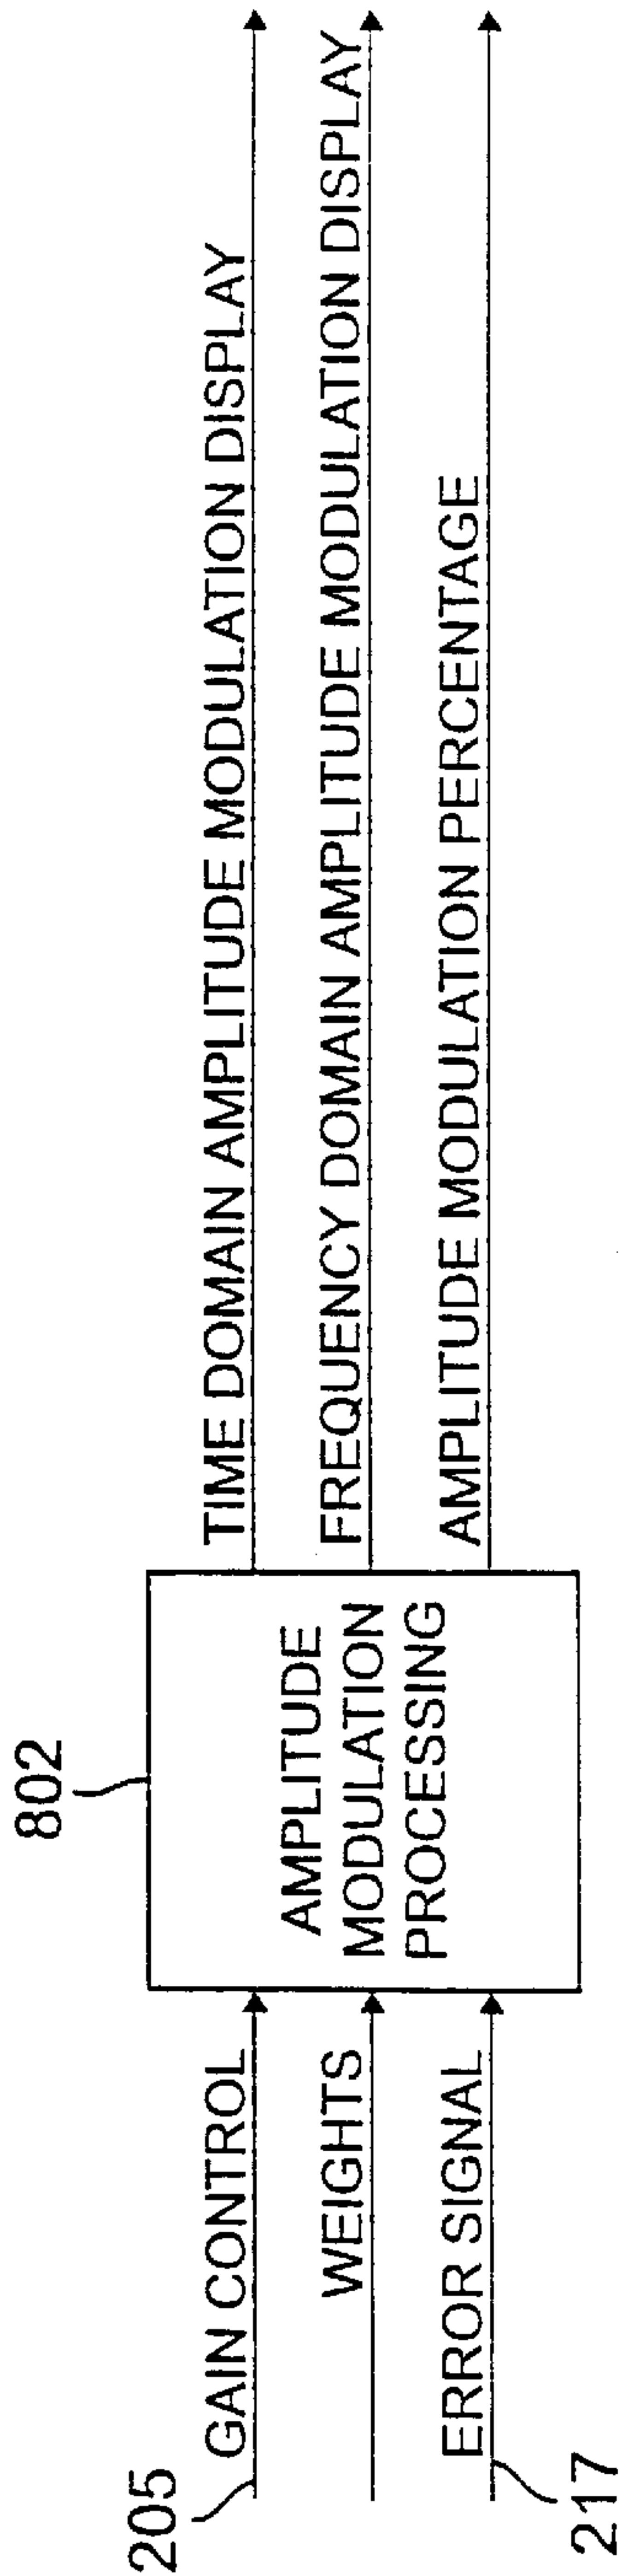 802
205
GAIN CONTROL
WEIGHTS
ERROR SIGNAL
217
AMPLITUDE
MODULATION
PROCESSING
TIME DOMAIN AMPLITUDE MODULATION DISPLAY
FREQUENCY DOMAIN AMPLITUDE MODULATION DISPLAY
AMPLITUDE MODULATION PERCENTAGE